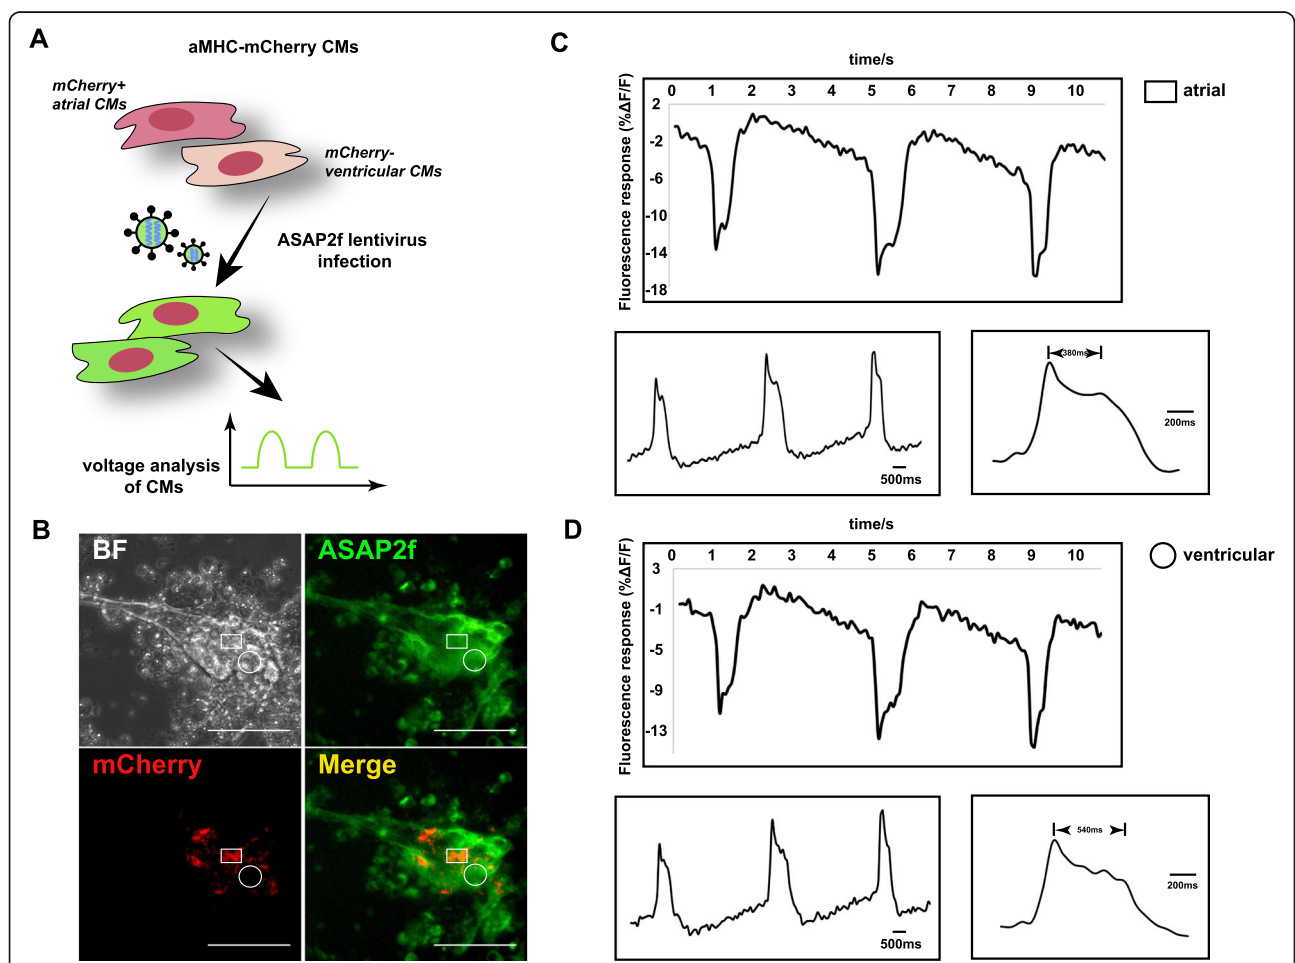 A
aMHC-mCherry CMs
mCherry+
atrial CMs
mCherry-
ventricular CMs
ASAP2f lentivirus
infection
voltage analysis
of CMs
B
BF
ASAP2f
mCherry
Merge
C
time/s
0 1 2 3 4 5 6 7 8 9 10
2
-2
-6
-10
-14
-18
Fluorescence response (%ΔF/F)
atrial
500ms
380ms
200ms
D
time/s
0 1 2 3 4 5 6 7 8 9 10
3
-1
-5
-9
-13
Fluorescence response (%ΔF/F)
ventricular
500ms
540ms
200ms